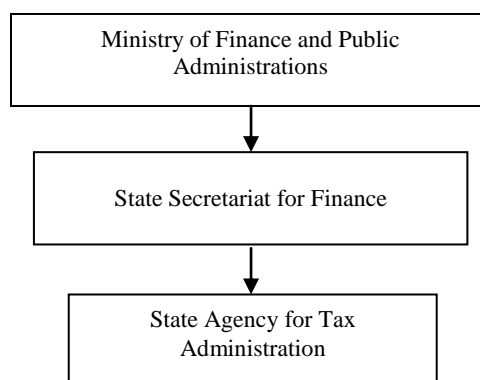 Ministry of Finance and Public
Administrations
State Secretariat for Finance
State Agency for Tax
Administration